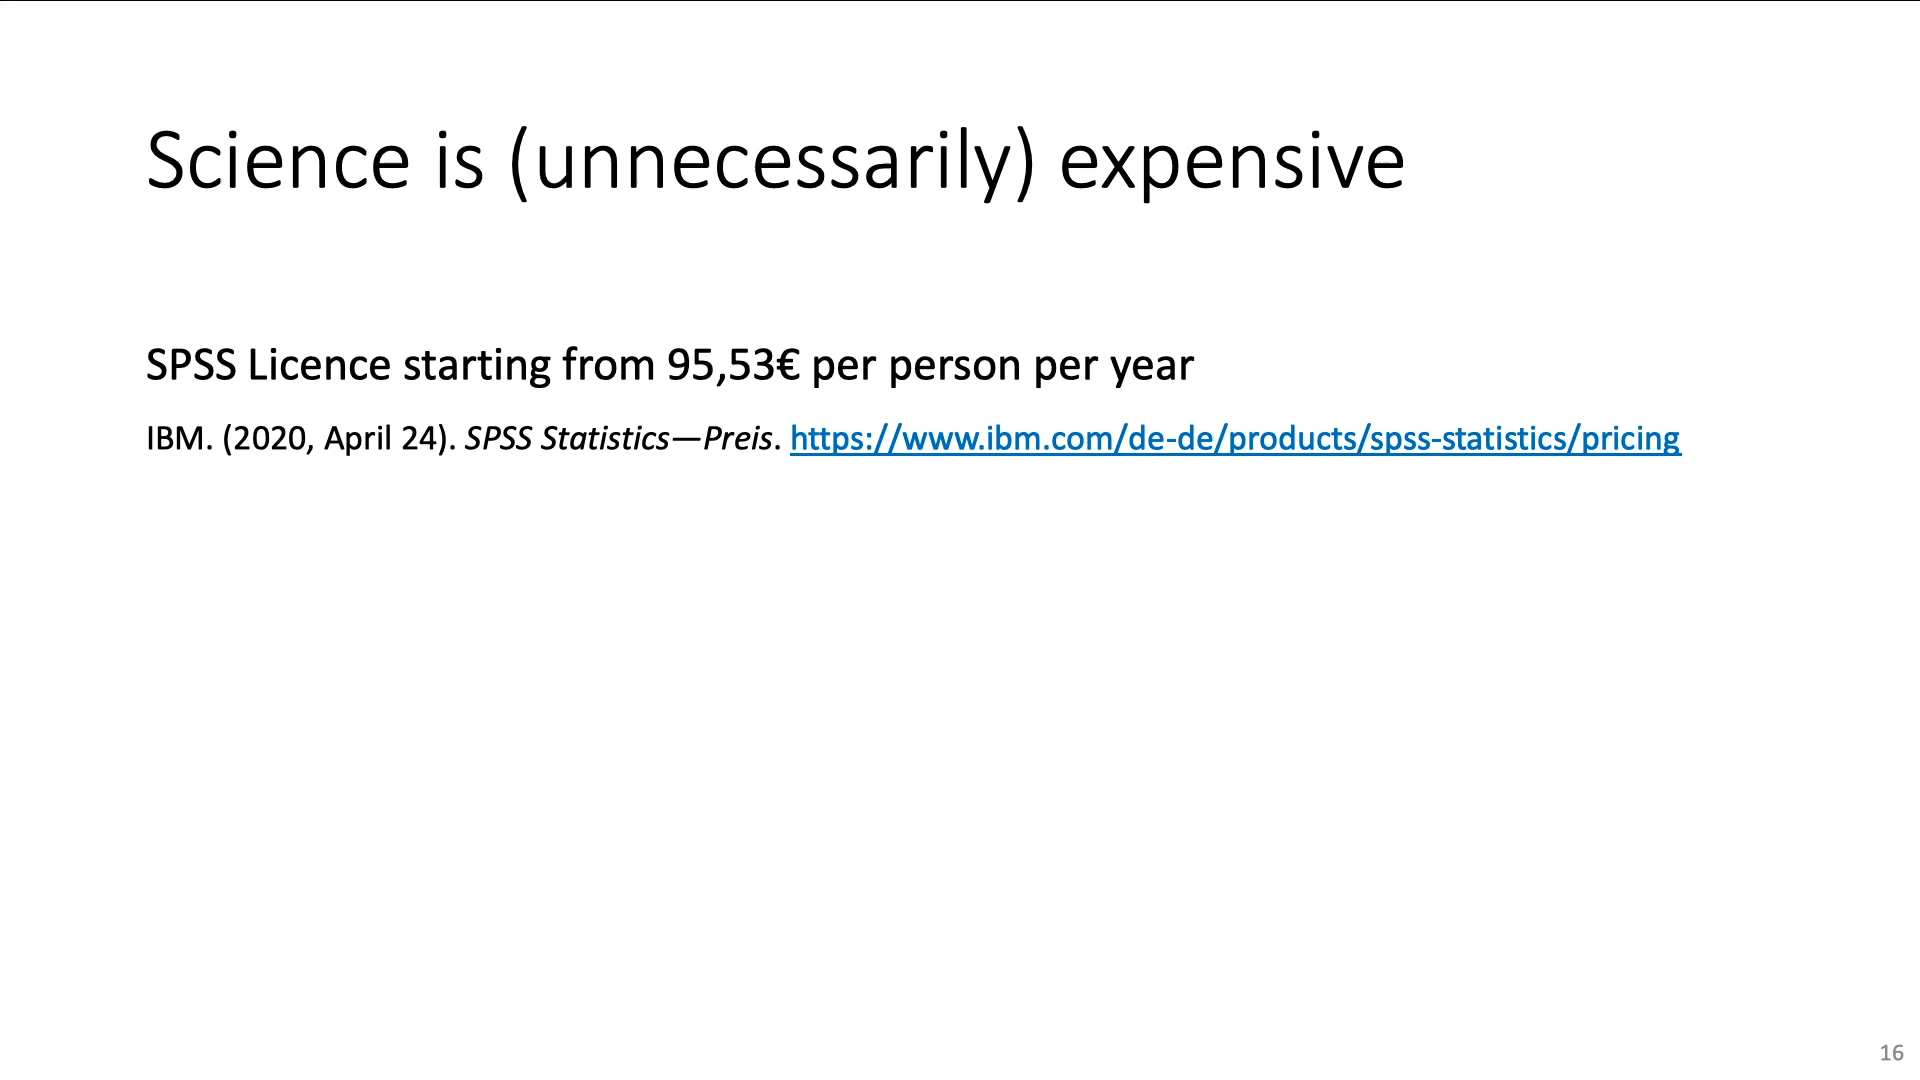 Science is (unnecessarily) expensive
SPSS Licence starting from 95,53€ per person per year
IBM. (2020, April 24). SPSS Statistics—Preis. https://www.ibm.com/de-de/products/spss-statistics/pricing
16